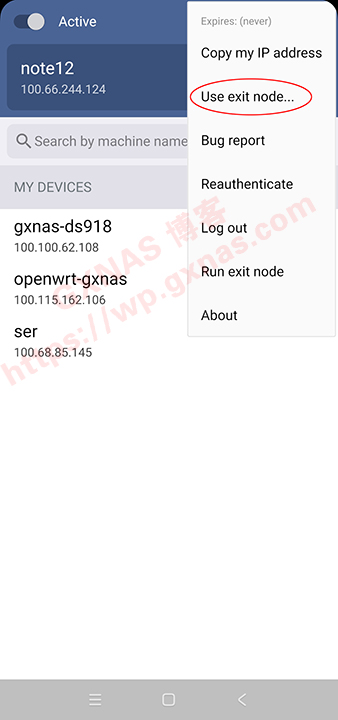 Active
Expires: (never)
Copy my IP address
Use exit node...
Bug report
Reauthenticate
Log out
Run exit node
About
note12
100.66.244.124
Search by machine name
MY DEVICES
gxnas-ds918
100.100.62.108
openwrt-gxnas
100.115.162.106
ser
100.68.85.145
GXNAS 博客
https://wp.gxnas.com